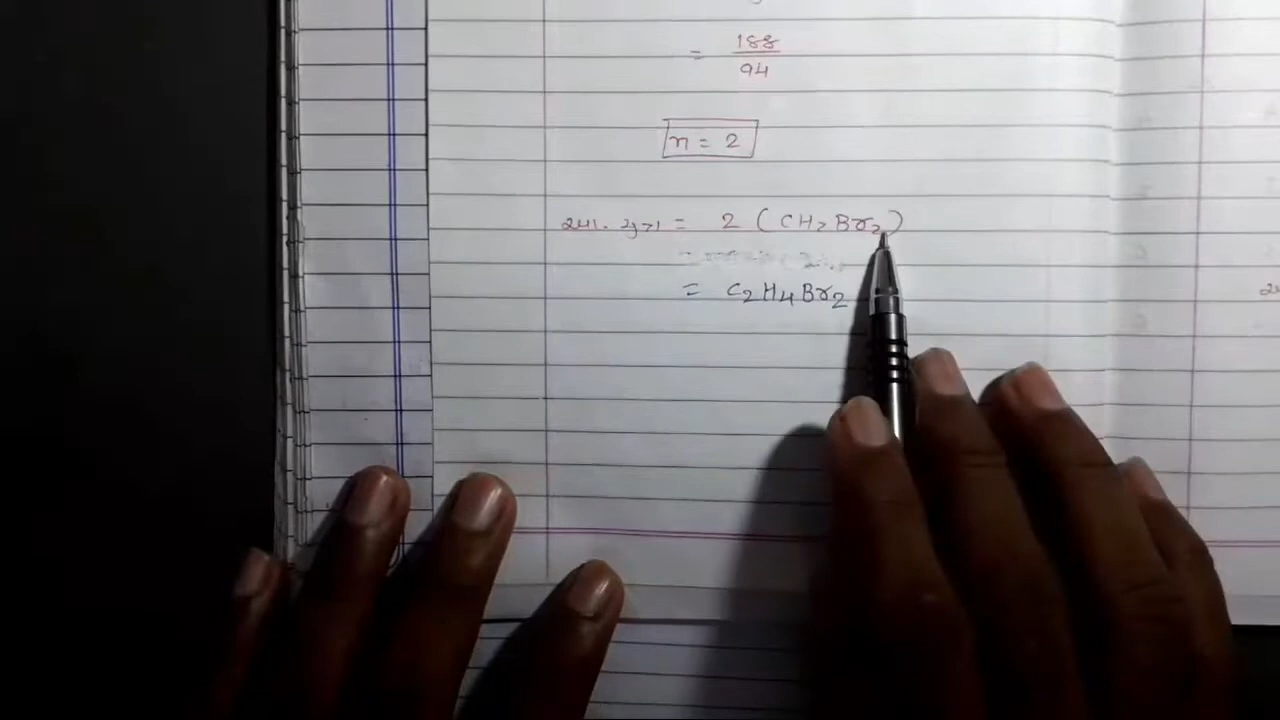 = 188/94
n = 2
= 2 (CH2Br2)
= C2H4Br2